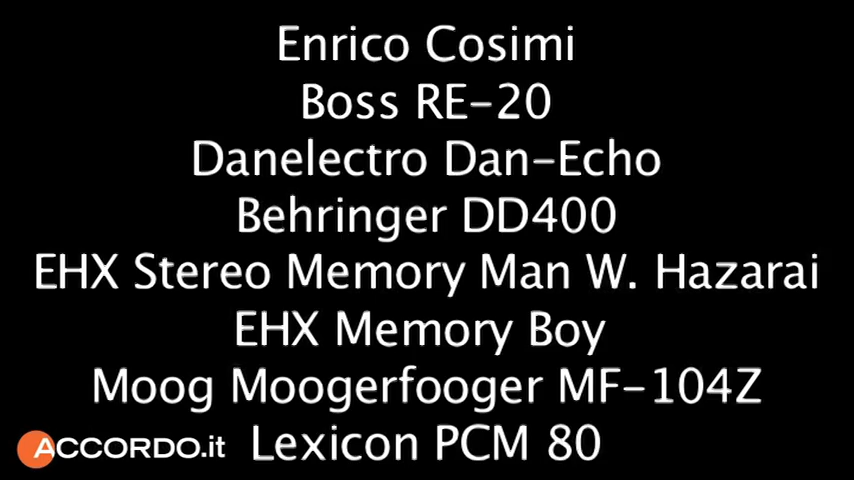 Enrico Cosimi
Boss RE-20
Danelectro Dan-Echo
Behringer DD400
EHX Stereo Memory Man W. Hazarai
EHX Memory Boy
Moog Moogerfooger MF-104Z
Lexicon PCM 80
ACCORDO.it